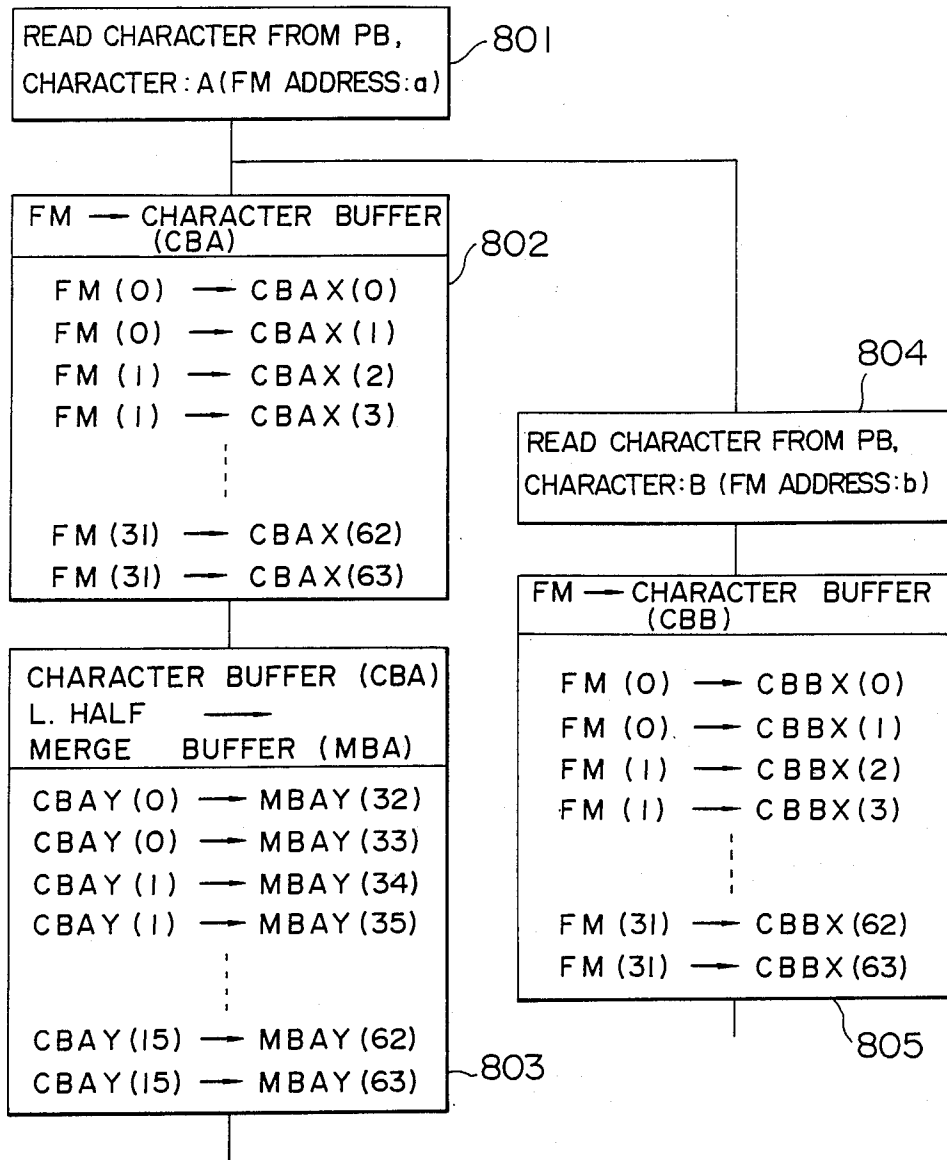 READ CHARACTER FROM PB,
CHARACTER: A (FM ADDRESS: a)
801
FM → CHARACTER BUFFER
(CBA)
802
FM (0) → CBAX(0)
FM (0) → CBAX(1)
FM (1) → CBAX(2)
FM (1) → CBAX(3)
FM (31) → CBAX(62)
FM (31) → CBAX(63)
CHARACTER BUFFER (CBA)
L. HALF →
MERGE BUFFER (MBA)
CBAY(0) → MBAY(32)
CBAY(0) → MBAY(33)
CBAY(1) → MBAY(34)
CBAY(1) → MBAY(35)
CBAY(15) → MBAY(62)
CBAY(15) → MBAY(63)
803
804
READ CHARACTER FROM PB,
CHARACTER: B (FM ADDRESS: b)
FM → CHARACTER BUFFER
(CBB)
FM (0) → CBBX(0)
FM (0) → CBBX(1)
FM (1) → CBBX(2)
FM (1) → CBBX(3)
FM (31) → CBBX(62)
FM (31) → CBBX(63)
805